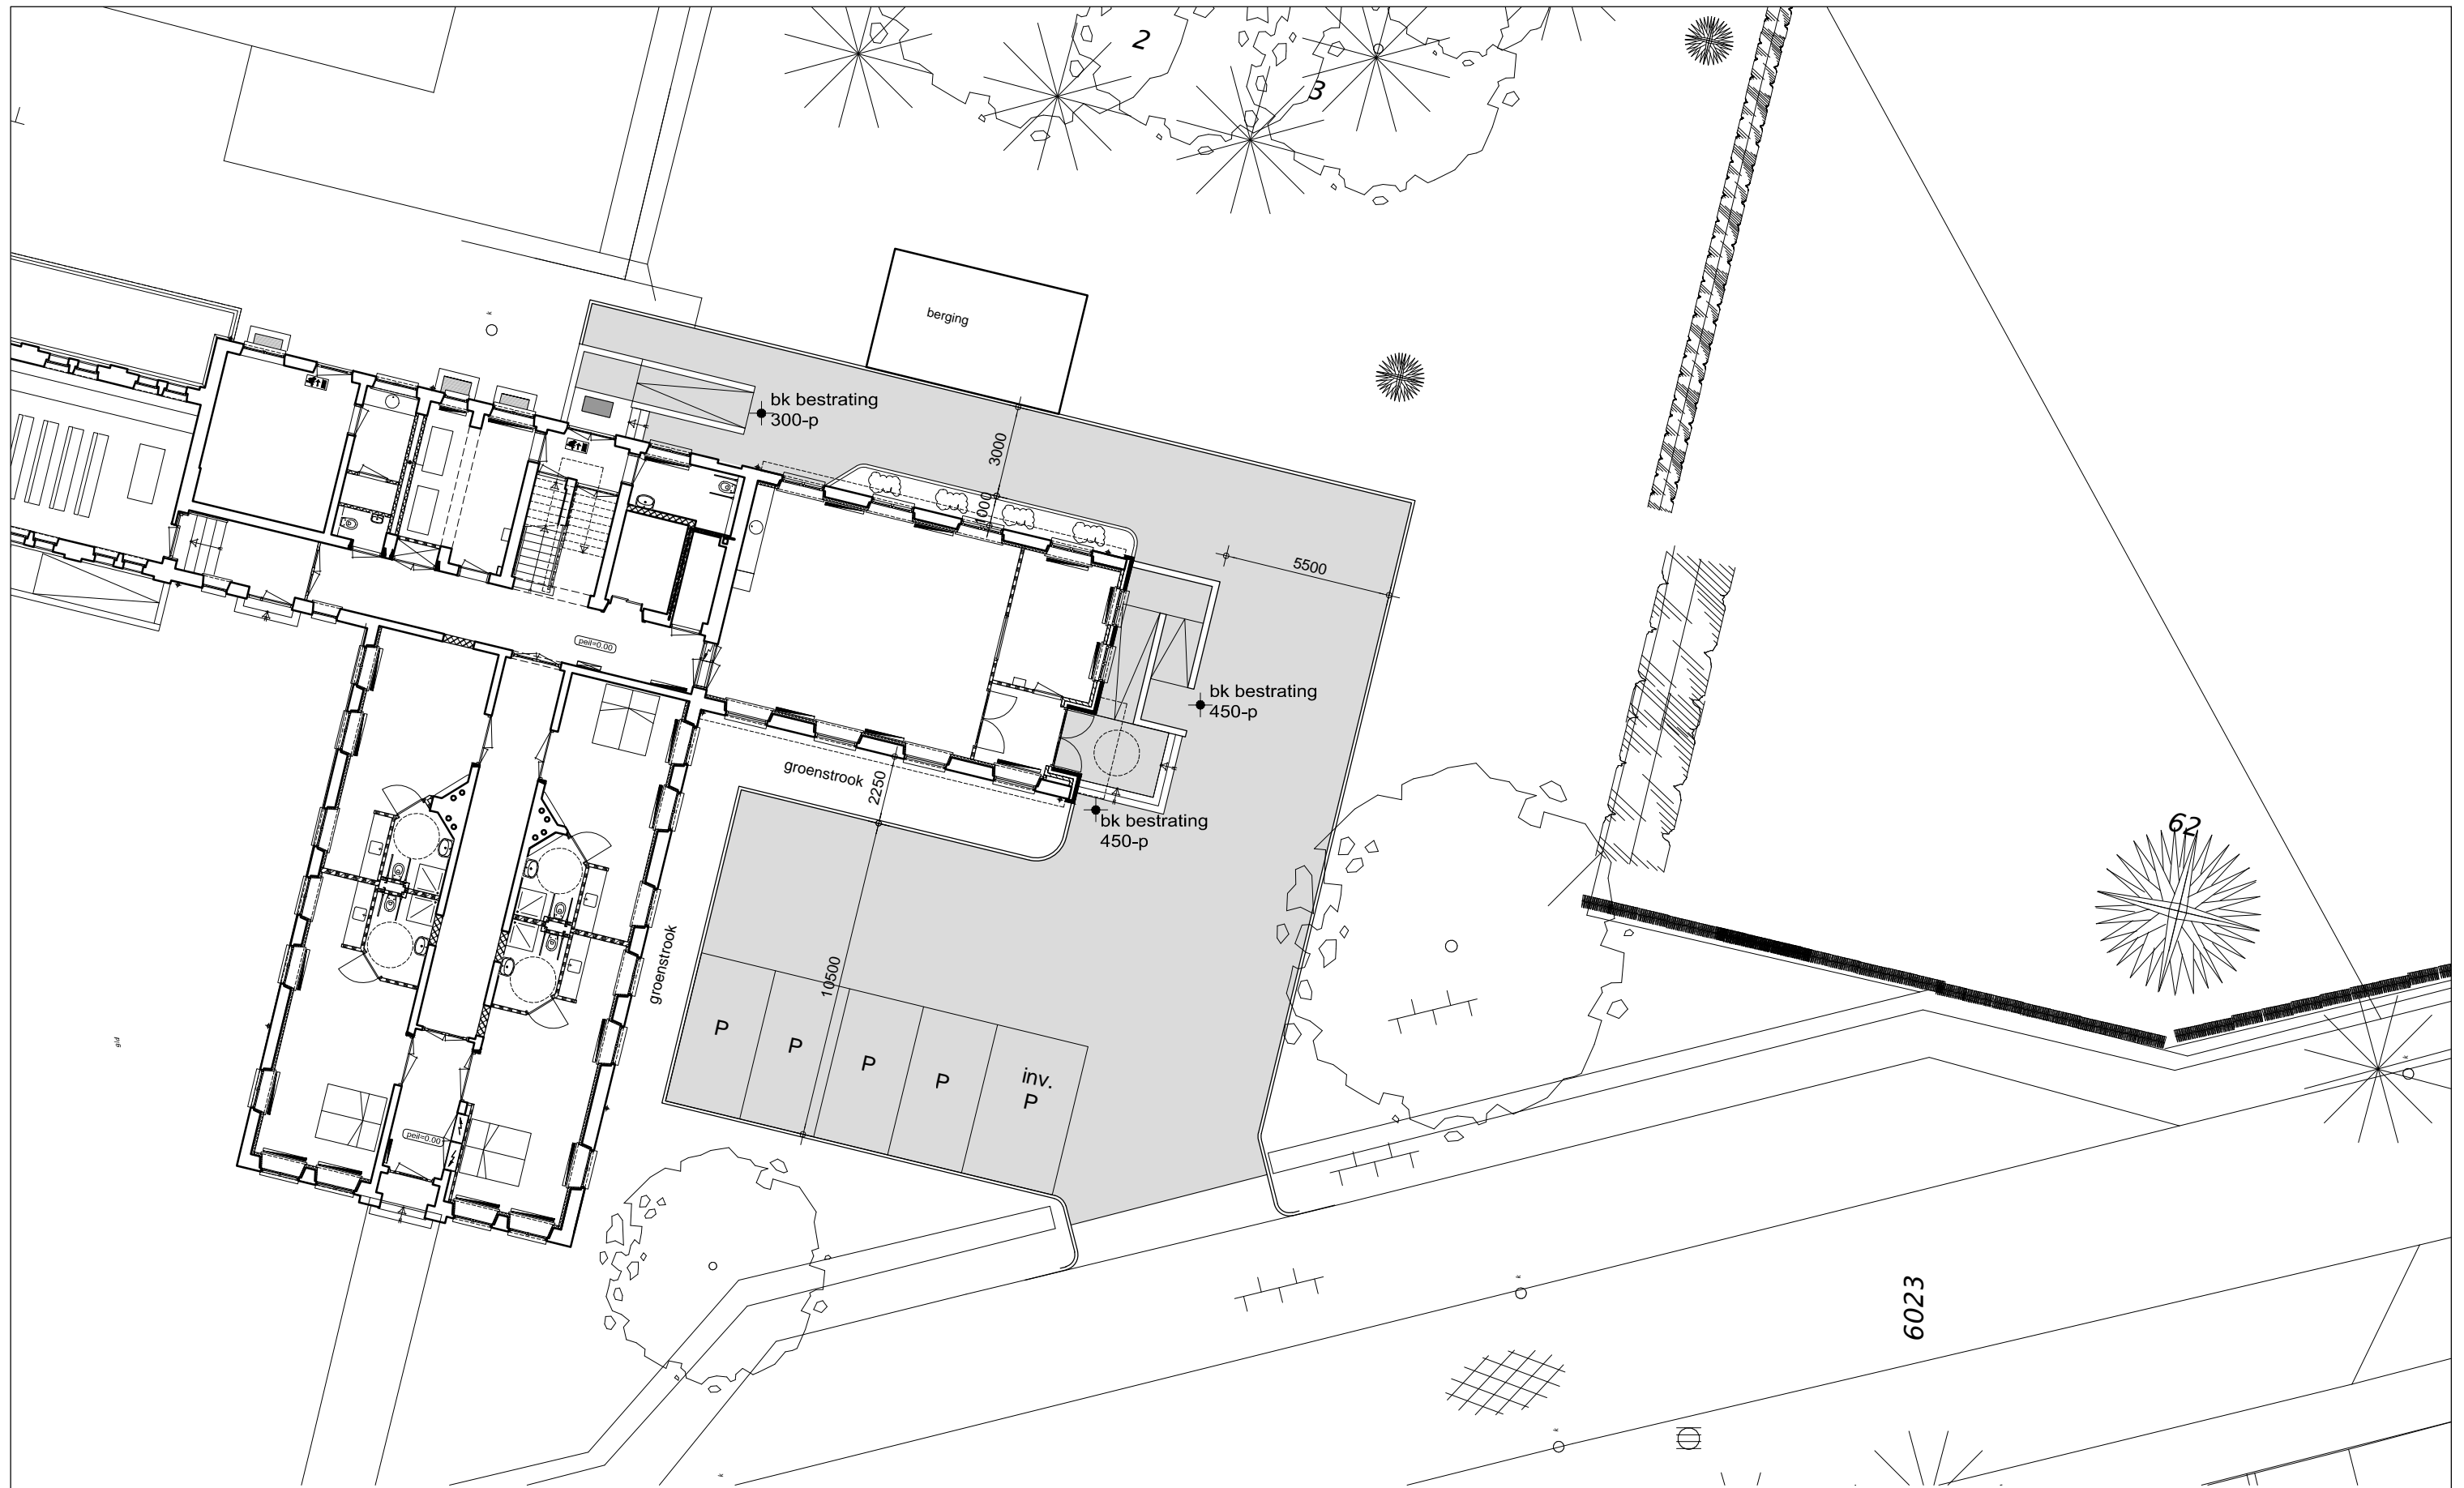 2
3
berging
bk bestrating
300-p
3000
5500
peil=0.00
bk bestrating
450-p
groenstrook
2250
bk bestrating
450-p
62
groenstrook
10500
P
P
P
P
inv.
P
peil=0.00
6023